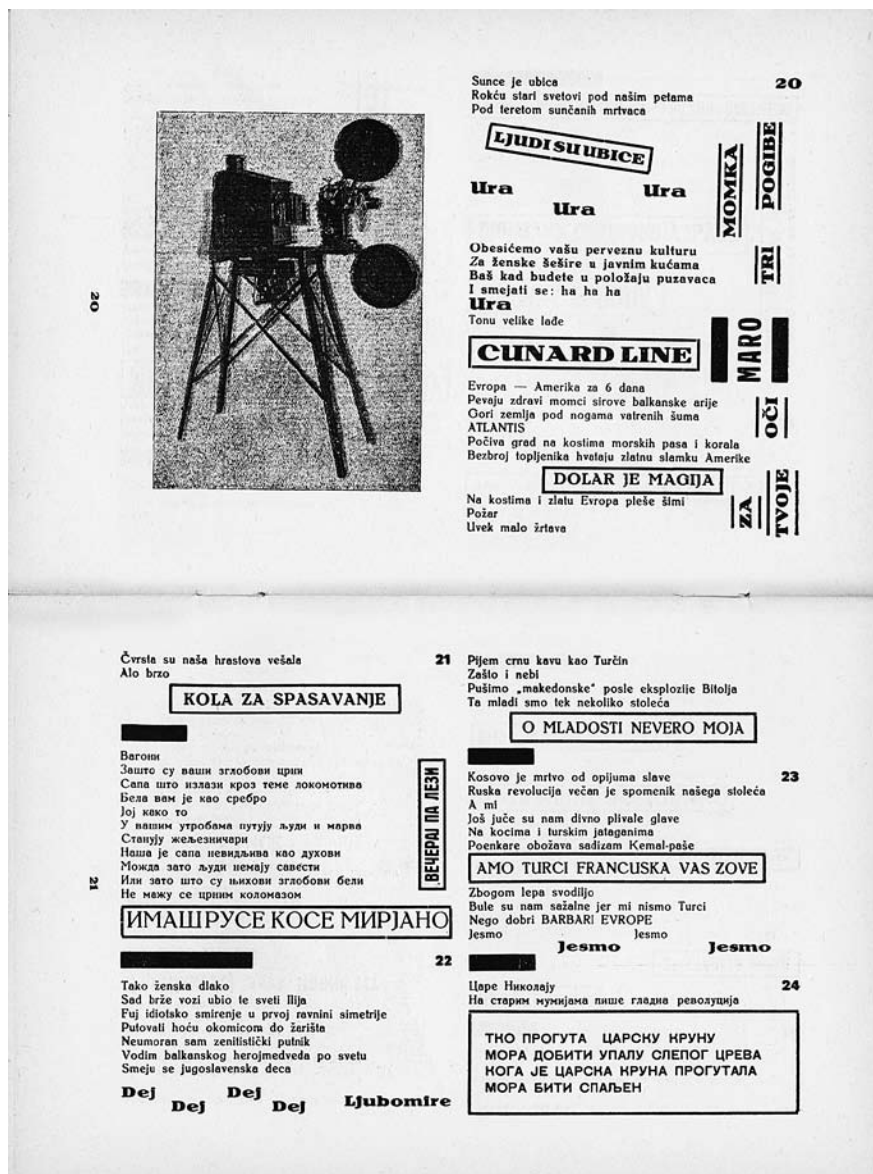 20
Sunce je ubica
20
Rokću stari svetovi pod našim petama
Pod teretom sunčanih mrtvaca
LJUDI SU UBICE
Ura
Ura
Ura
Obesićemo vašu perveznu kulturu
Za ženske šešire u javnim kućama
Baš kad budete u položaju puzavaca
I smejati se: ha ha ha
Ura
Tonu velike lađe
CUNARD LINE
Evropa — Amerika za 6 dana
Pevaju zdravi momci sirove balkanske arije
Gori zemlja pod nogama vatrenih šuma
ATLANTIS
Počiva grad na kostima morskih pasa i korala
Bezbroj topljenika hvataju zlatnu slamku Amerike
DOLAR JE MAGIJA
Na kostima i zlatu Evropa pleše šimi
Požar
Uvek malo žrtava
ZA
TVOJE
OČI
MARO
TRI
MOMKA
POGIBE
21
Čvrsta su naša hrastova vešala
21
Alo brzo
KOLA ZA SPASAVANJE
Вагони
Зашто су ваши зглобови црни
Сапа што излази кроз теме локомотива
Бела вам је као сребро
Јој како то
У вашим утробама путују људи и марва
Станују жељезничари
Наша је сапа невидљива као духови
Можда зато људи немају савести
Или зато што су њихови зглобови бели
Не мажу се црним коломазом
ВЕЧЕРАЈ ПА ЛЕЗИ
ИМАШ РУСЕ КОСЕ МИРЈАНО
22
Tako ženska dlako
Sad brže vozi ubio te sveti Ilija
Fuj idiotsko smirenje u prvoj ravnini simetrije
Putovati hoću okomicom do žarišta
Neumoran sam zenitistički putnik
Vodim balkanskog herojmedveda po svetu
Smeju se jugoslavenska deca
Dej
Dej
Dej
Dej
Ljubomire
Pijem crnu kavu kao Turčin
Zašto i nebi
Pušimo „makedonske“ posle eksplozije Bitolja
Ta mladi smo tek nekoliko stoleća
O MLADOSTI NEVERO MOJA
Kosovo je mrtvo od opijuma slave
23
Ruska revolucija večan je spomenik našega stoleća
A mi
Još juče su nam divno plivale glave
Na kocima i turskim jataganima
Poenkare obožava sadizam Kemal-paše
AMO TURCI FRANCUSKA VAS ZOVE
Zbogom lepa svodiljo
Bule su nam sažalne jer mi nismo Turci
Nego dobri BARBARI EVROPE
Jesmo
Jesmo
Jesmo
Jesmo
Царе Николају
24
На старим мумијама пише гладна револуција
ТКО ПРОГУТА ЦАРСКУ КРУНУ
МОРА ДОБИТИ УПАЛУ СЛЕПОГ ЦРЕВА
КОГА ЈЕ ЦАРСКА КРУНА ПРОГУТАЛА
МОРА БИТИ СПАЉЕН